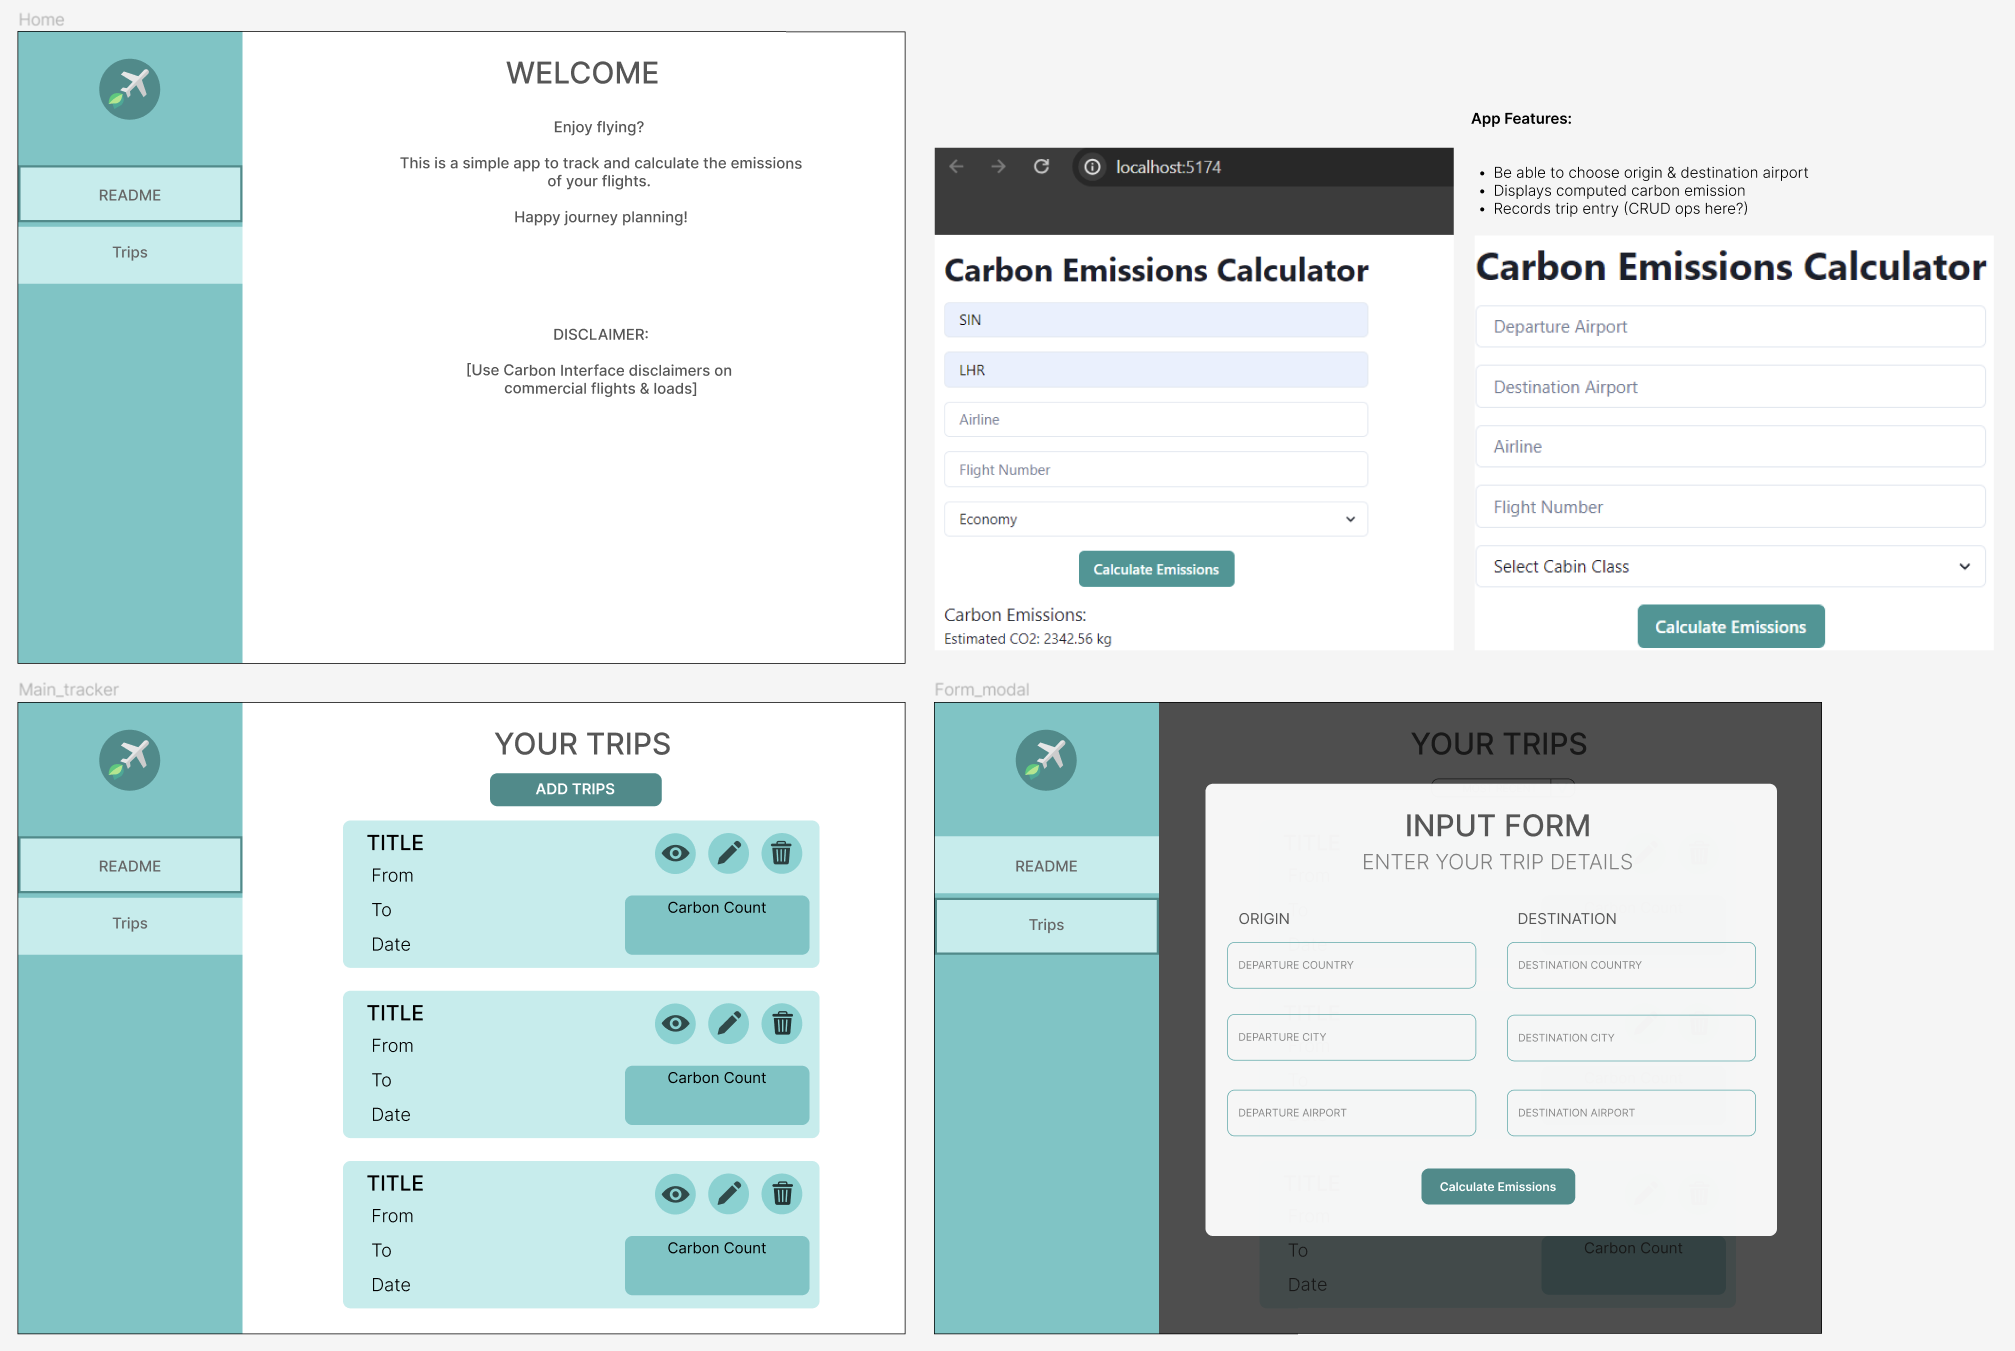 Home
README
Trips
WELCOME
Enjoy flying?
This is a simple app to track and calculate the emissions
of your flights.
Happy journey planning!
DISCLAIMER:
[Use Carbon Interface disclaimers on
commercial flights & loads]
localhost:5174
Carbon Emissions Calculator
SIN
LHR
Airline
Flight Number
Economy
Calculate Emissions
Carbon Emissions:
Estimated CO2: 2342.56 kg
App Features:
• Be able to choose origin & destination airport
• Displays computed carbon emission
• Records trip entry (CRUD ops here?)
Carbon Emissions Calculator
Departure Airport
Destination Airport
Airline
Flight Number
Select Cabin Class
Calculate Emissions
Main_tracker
README
Trips
YOUR TRIPS
ADD TRIPS
TITLE
From
To
Date
Carbon Count
TITLE
From
To
Date
Carbon Count
TITLE
From
To
Date
Carbon Count
Form_modal
README
Trips
YOUR TRIPS
INPUT FORM
ENTER YOUR TRIP DETAILS
ORIGIN
DESTINATION
DEPARTURE COUNTRY
DESTINATION COUNTRY
DEPARTURE CITY
DESTINATION CITY
DEPARTURE AIRPORT
DESTINATION AIRPORT
Calculate Emissions
To
Date
Carbon Count